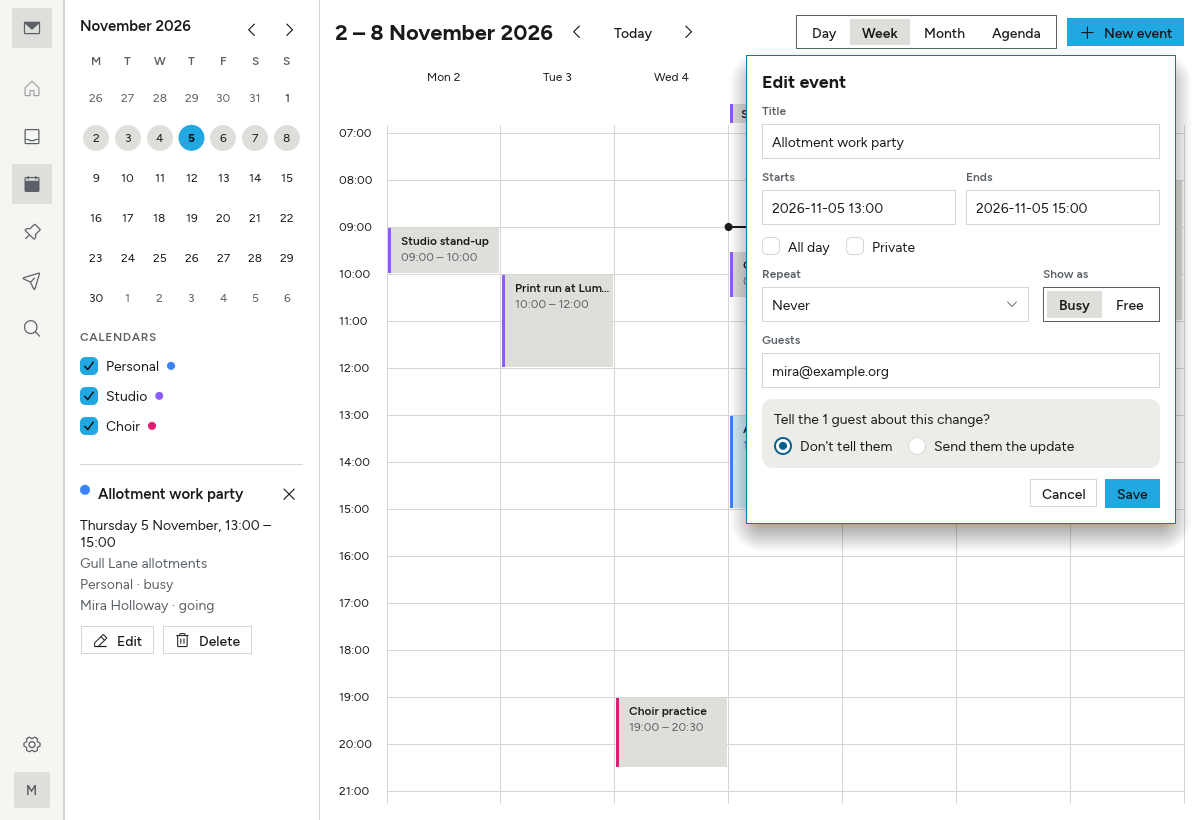 November 2026
M T W T F S S
26 27 28 29 30 31 1
2 3 4 5 6 7 8
9 10 11 12 13 14 15
16 17 18 19 20 21 22
23 24 25 26 27 28 29
30 1 2 3 4 5 6
CALENDARS
Personal
Studio
Choir
Allotment work party
Thursday 5 November, 13:00 –
15:00
Gull Lane allotments
Personal · busy
Mira Holloway · going
Edit Delete
M
2 – 8 November 2026 Today
Day Week Month Agenda
New event
Mon 2 Tue 3 Wed 4
07:00
08:00
09:00
10:00
11:00
12:00
13:00
14:00
15:00
16:00
17:00
18:00
19:00
20:00
21:00
Studio stand-up
09:00 – 10:00
Print run at Lum…
10:00 – 12:00
Choir practice
19:00 – 20:30
Edit event
Title
Allotment work party
Starts Ends
2026-11-05 13:00 2026-11-05 15:00
All day Private
Repeat Show as
Never Busy Free
Guests
mira@example.org
Tell the 1 guest about this change?
Don't tell them Send them the update
Cancel Save